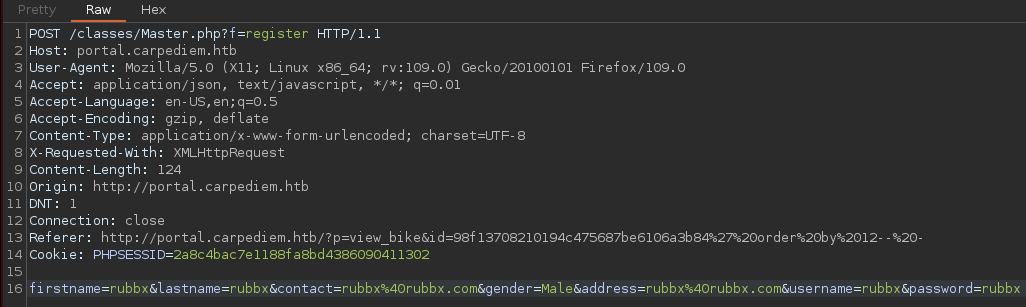 Pretty Raw Hex
1 POST /classes/Master.php?f=register HTTP/1.1
2 Host: portal.carpediem.htb
3 User-Agent: Mozilla/5.0 (X11; Linux x86_64; rv:109.0) Gecko/20100101 Firefox/109.0
4 Accept: application/json, text/javascript, */*; q=0.01
5 Accept-Language: en-US,en;q=0.5
6 Accept-Encoding: gzip, deflate
7 Content-Type: application/x-www-form-urlencoded; charset=UTF-8
8 X-Requested-With: XMLHttpRequest
9 Content-Length: 124
10 Origin: http://portal.carpediem.htb
11 DNT: 1
12 Connection: close
13 Referer: http://portal.carpediem.htb/?p=view_bike&id=98f13708210194c475687be6106a3b84%27%20order%20by%2012--%20-
14 Cookie: PHPSESSID=2a8c4bac7e1188fa8bd4386090411302
15
16 firstname=rubbx&lastname=rubbx&contact=rubbx%40rubbx.com&gender=Male&address=rubbx%40rubbx.com&username=rubbx&password=rubbx